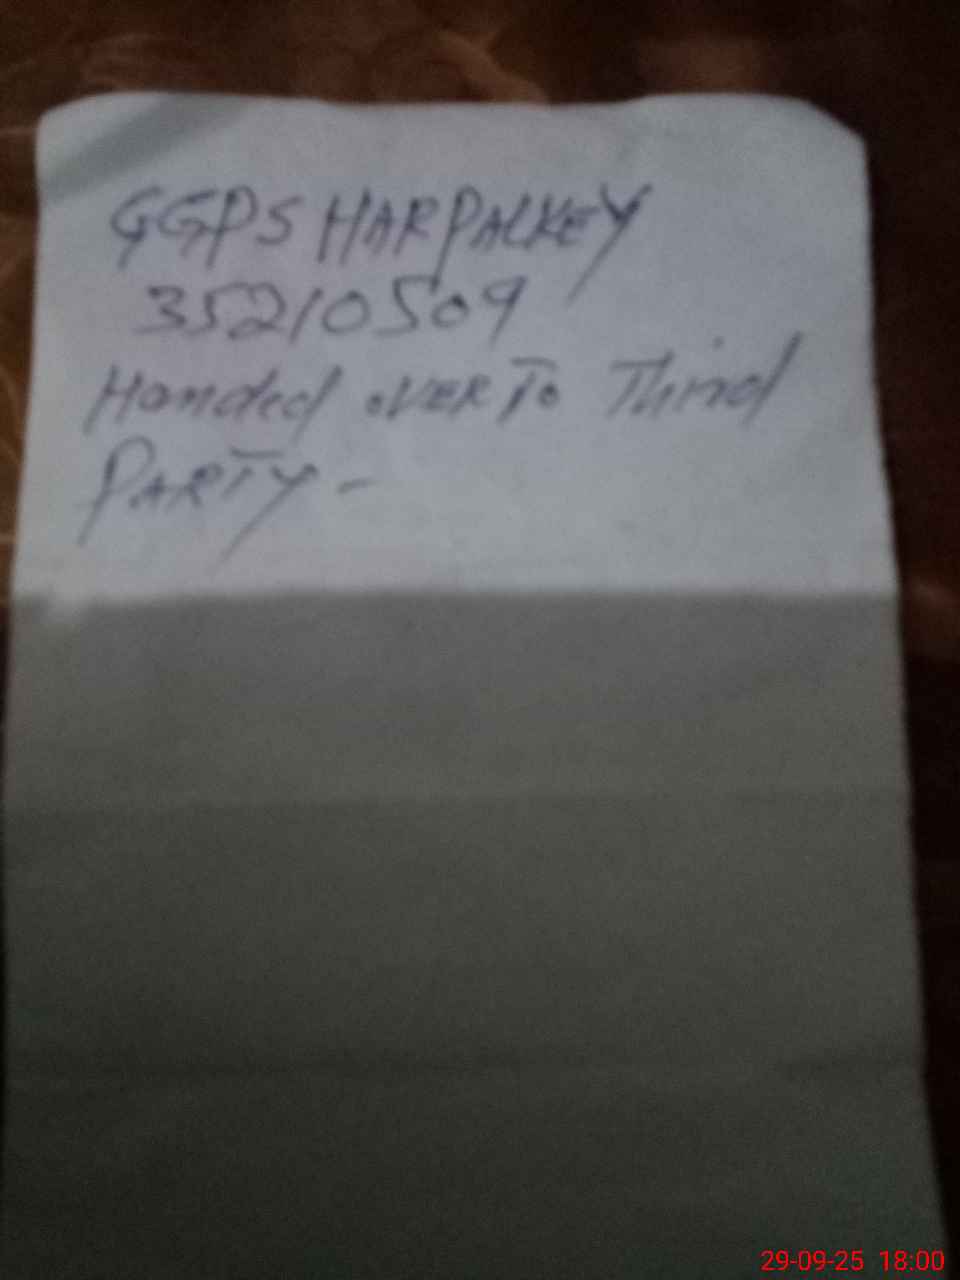 GGPS HARPALKEY
35210509
Handed OVER To Third
PARTY -
29-09-25 18:00